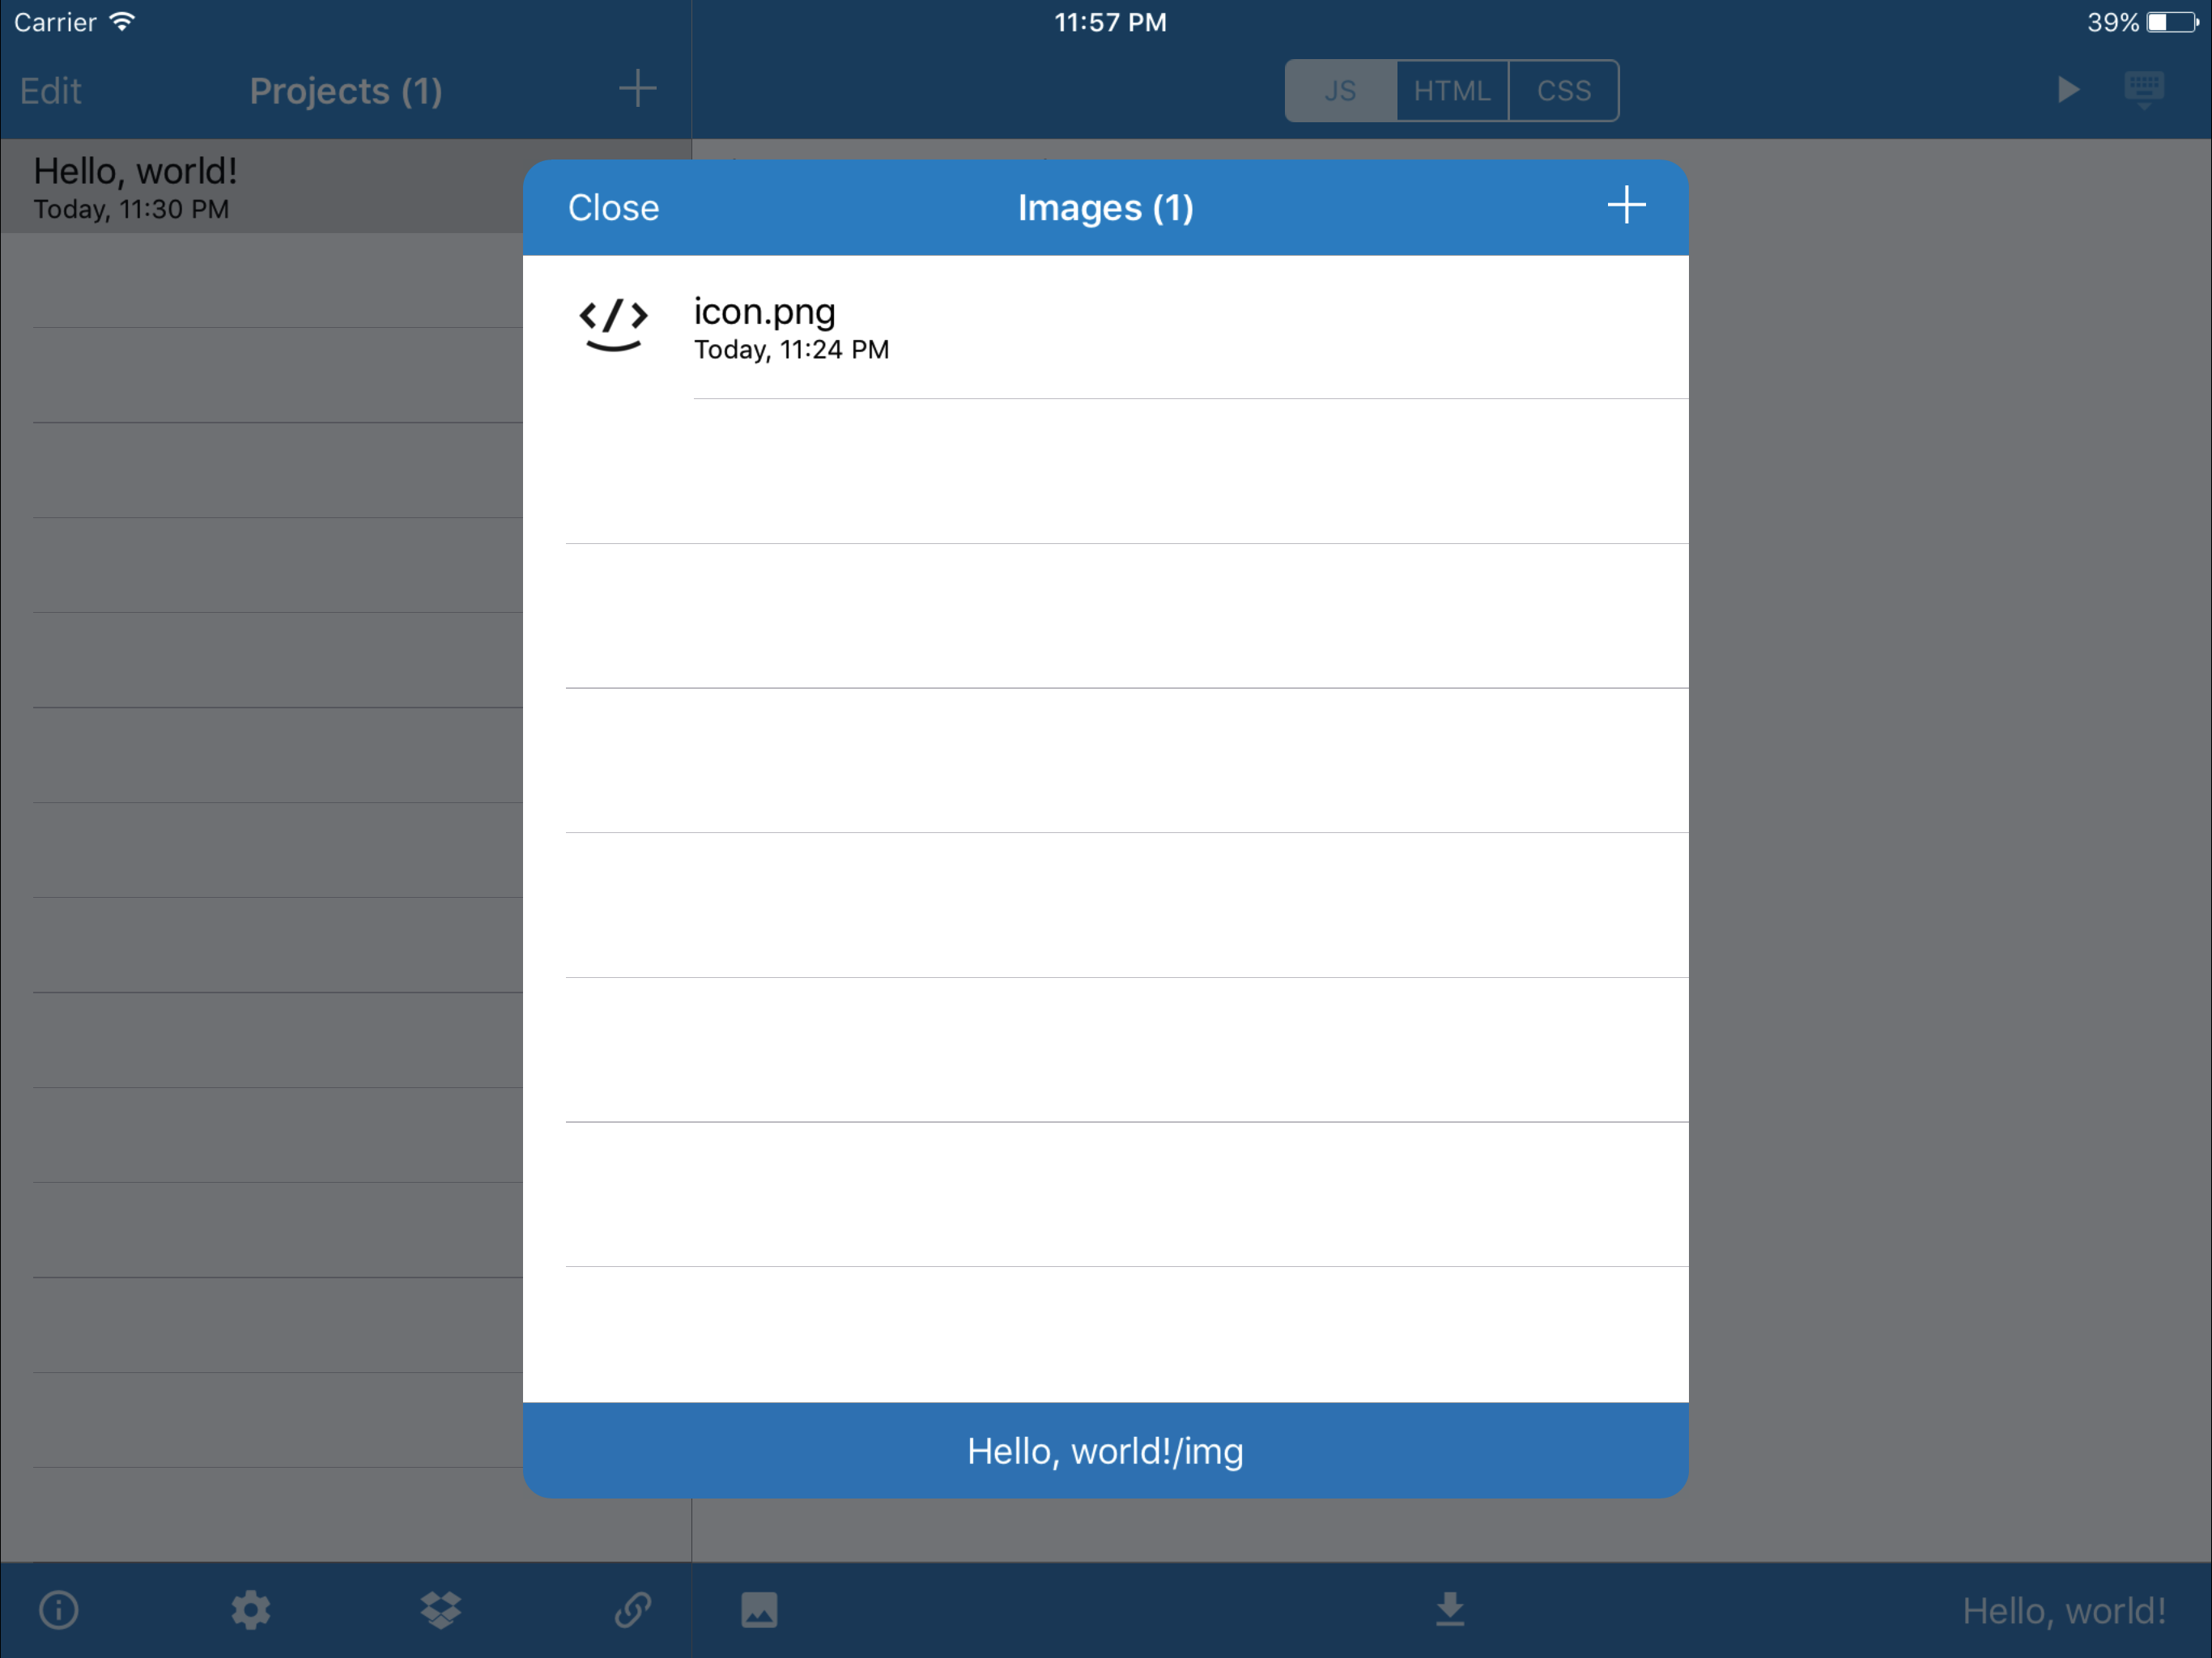 Carrier 11:57 PM 39%
Edit Projects (1) JS HTML CSS
Hello, world!
Today, 11:30 PM
Close Images (1)
icon.png
Today, 11:24 PM
Hello, world!/img
Hello, world!